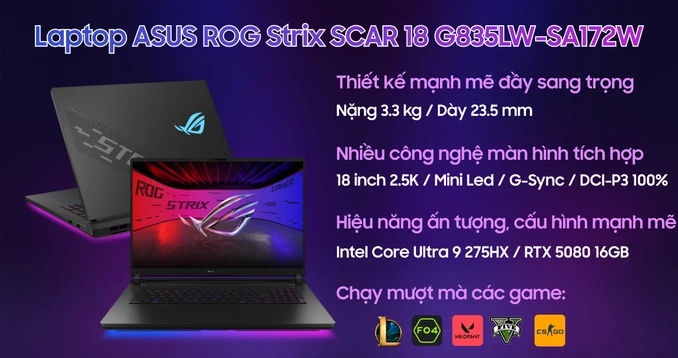 Laptop ASUS ROG Strix SCAR 18 G835LW-SA172W
Thiết kế mạnh mẽ đầy sang trọng
Nặng 3.3 kg / Dày 23.5 mm
Nhiều công nghệ màn hình tích hợp
18 inch 2.5K / Mini Led / G-Sync / DCI-P3 100%
Hiệu năng ấn tượng, cấu hình mạnh mẽ
Intel Core Ultra 9 275HX / RTX 5080 16GB
Chạy mượt mà các game:
STRIX
ROG
STRIX
L
FO4
VALORANT
V
FIVE
CS:GO